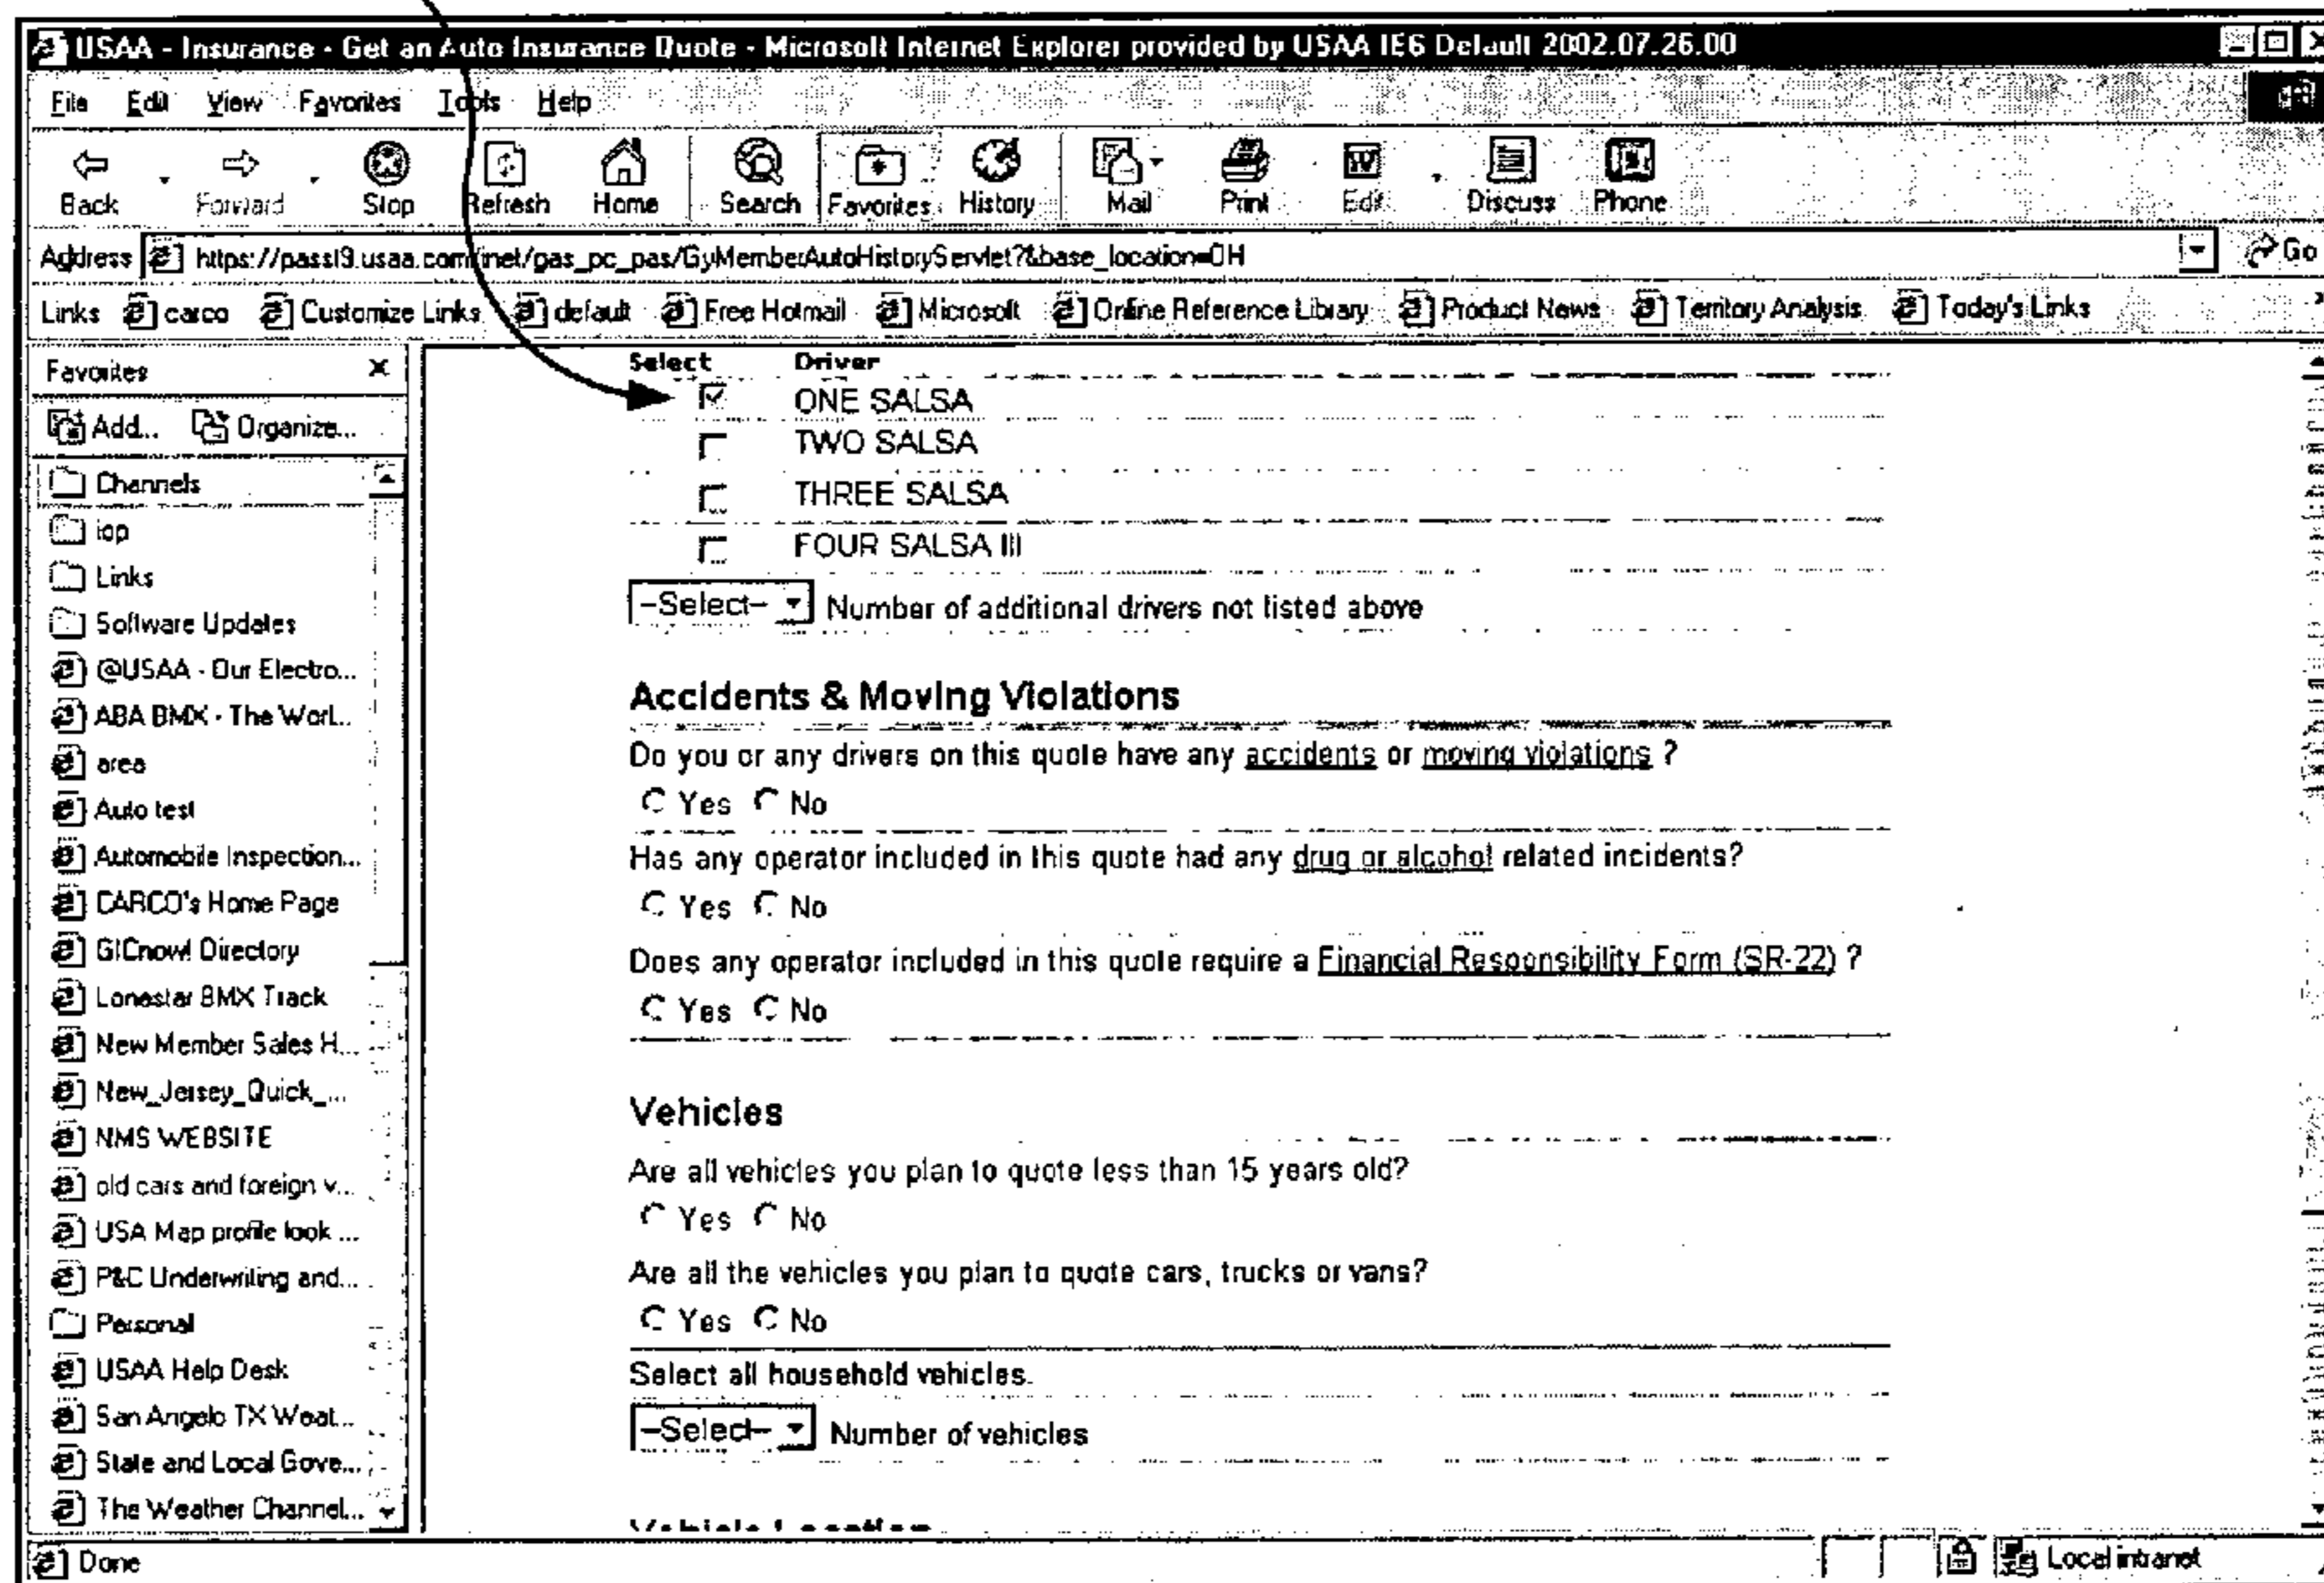 USAA - Insurance - Get an Auto Insurance Quote - Microsoft Internet Explorer provided by USAA IE6 Default 2002.07.26.00
File Edit View Favorites Tools Help
Back Forward Stop Refresh Home Search Favorites History Mail Print Edit Discuss Phone
Address https://passl9.usaa.com/inet/gas_pc_pas/GyMemberAutoHistoryServlet?&base_location=OH Go
Links carco Customize Links default Free Hotmail Microsoft Online Reference Library Product News Territory Analysis Today's Links
Favorites
Add... Organize...
Channels
iop
Links
Software Updates
@USAA - Our Electro...
ABA BMX - The Worl...
area
Auto test
Automobile Inspection...
CARCO's Home Page
GICnow! Directory
Lonestar BMX Track
New Member Sales H...
New_Jersey_Quick_...
NMS WEBSITE
old cars and foreign v...
USA Map profile look ...
P&C Underwriting and...
Personal
USAA Help Desk
San Angelo TX Weat...
State and Local Gove...
The Weather Channel...
Select Driver
ONE SALSA
TWO SALSA
THREE SALSA
FOUR SALSA III
-Select- Number of additional drivers not listed above
Accidents & Moving Violations
Do you or any drivers on this quote have any accidents or moving violations ?
Yes No
Has any operator included in this quote had any drug or alcohol related incidents?
Yes No
Does any operator included in this quote require a Financial Responsibility Form (SR-22) ?
Yes No
Vehicles
Are all vehicles you plan to quote less than 15 years old?
Yes No
Are all the vehicles you plan to quote cars, trucks or vans?
Yes No
Select all household vehicles.
-Select- Number of vehicles
Vehicle Location
Done
Local intranet